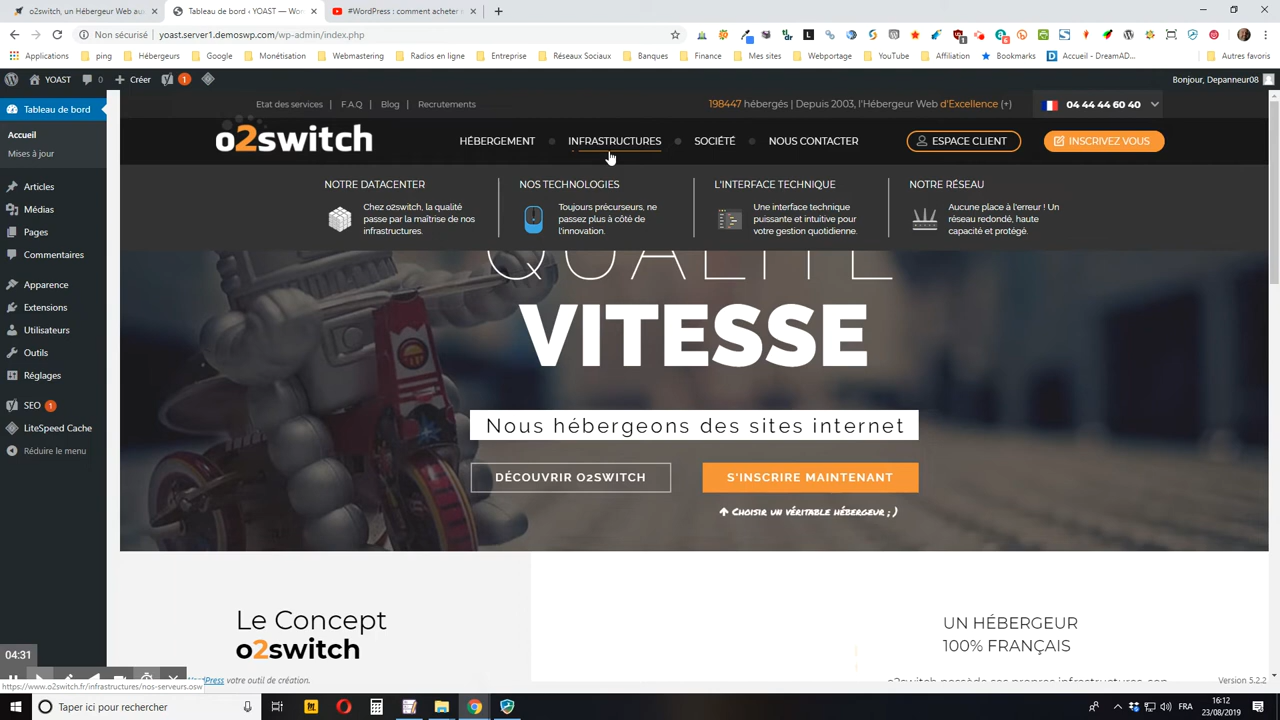 o2switch, un Hébergeur Web au
Tableau de bord ‹ YOAST — Wor
#WordPress : comment acheter
Non sécurisé
yoast.server1.demoswp.com/wp-admin/index.php
Applications
ping
Hébergeurs
Google
Monétisation
Webmastering
Radios en ligne
Entreprise
Réseaux Sociaux
Banques
Finance
Mes sites
Webportage
YouTube
Affiliation
Bookmarks
Accueil - DreamAD...
Autres favoris
YOAST
0
Créer
1
Bonjour, Depanneur08
Tableau de bord
Accueil
Mises à jour
Articles
Médias
Pages
Commentaires
Apparence
Extensions
Utilisateurs
Outils
Réglages
SEO 1
LiteSpeed Cache
Réduire le menu
Etat des services | F.A.Q | Blog | Recrutements
198447 hébergés | Depuis 2003, l'Hébergeur Web d'Excellence (+)
04 44 44 60 40
o2switch
HÉBERGEMENT
INFRASTRUCTURES
SOCIÉTÉ
NOUS CONTACTER
ESPACE CLIENT
INSCRIVEZ VOUS
NOTRE DATACENTER
Chez o2switch, la qualité
passe par la maîtrise de nos
infrastructures.
NOS TECHNOLOGIES
Toujours précurseurs, ne
passez plus à côté de
l'innovation.
L'INTERFACE TECHNIQUE
Une interface technique
puissante et intuitive pour
votre gestion quotidienne.
NOTRE RÉSEAU
Aucune place à l'erreur ! Un
réseau redondé, haute
capacité et protégé.
QUALITÉ
VITESSE
Nous hébergeons des sites internet
DÉCOUVRIR O2SWITCH
S'INSCRIRE MAINTENANT
Choisir un véritable hébergeur ; )
Le Concept
o2switch
UN HÉBERGEUR
100% FRANÇAIS
o2switch possède ses propres infrastructures, con
04:31
WordPress votre outil de création.
Version 5.2.2
https://www.o2switch.fr/infrastructures/nos-serveurs.osw
Taper ici pour rechercher
FRA
16:12
23/08/2019